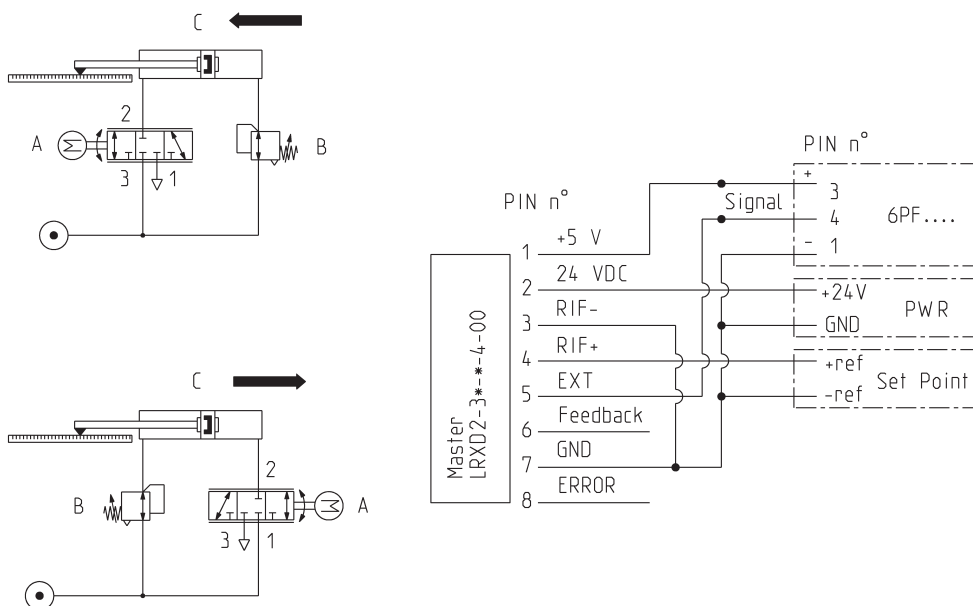 C
2
A
M
3
1
B
C
2
B
A
M
3
1
PIN n°
1 +5 V
2 24 VDC
3 RIF-
4 RIF+
5 EXT
6 Feedback
7 GND
8 ERROR
Master
LRXD2-3*-*-4-00
Signal
PIN n°
+ 3
4
- 1
6PF....
+24V
GND
PWR
+ref
-ref
Set Point